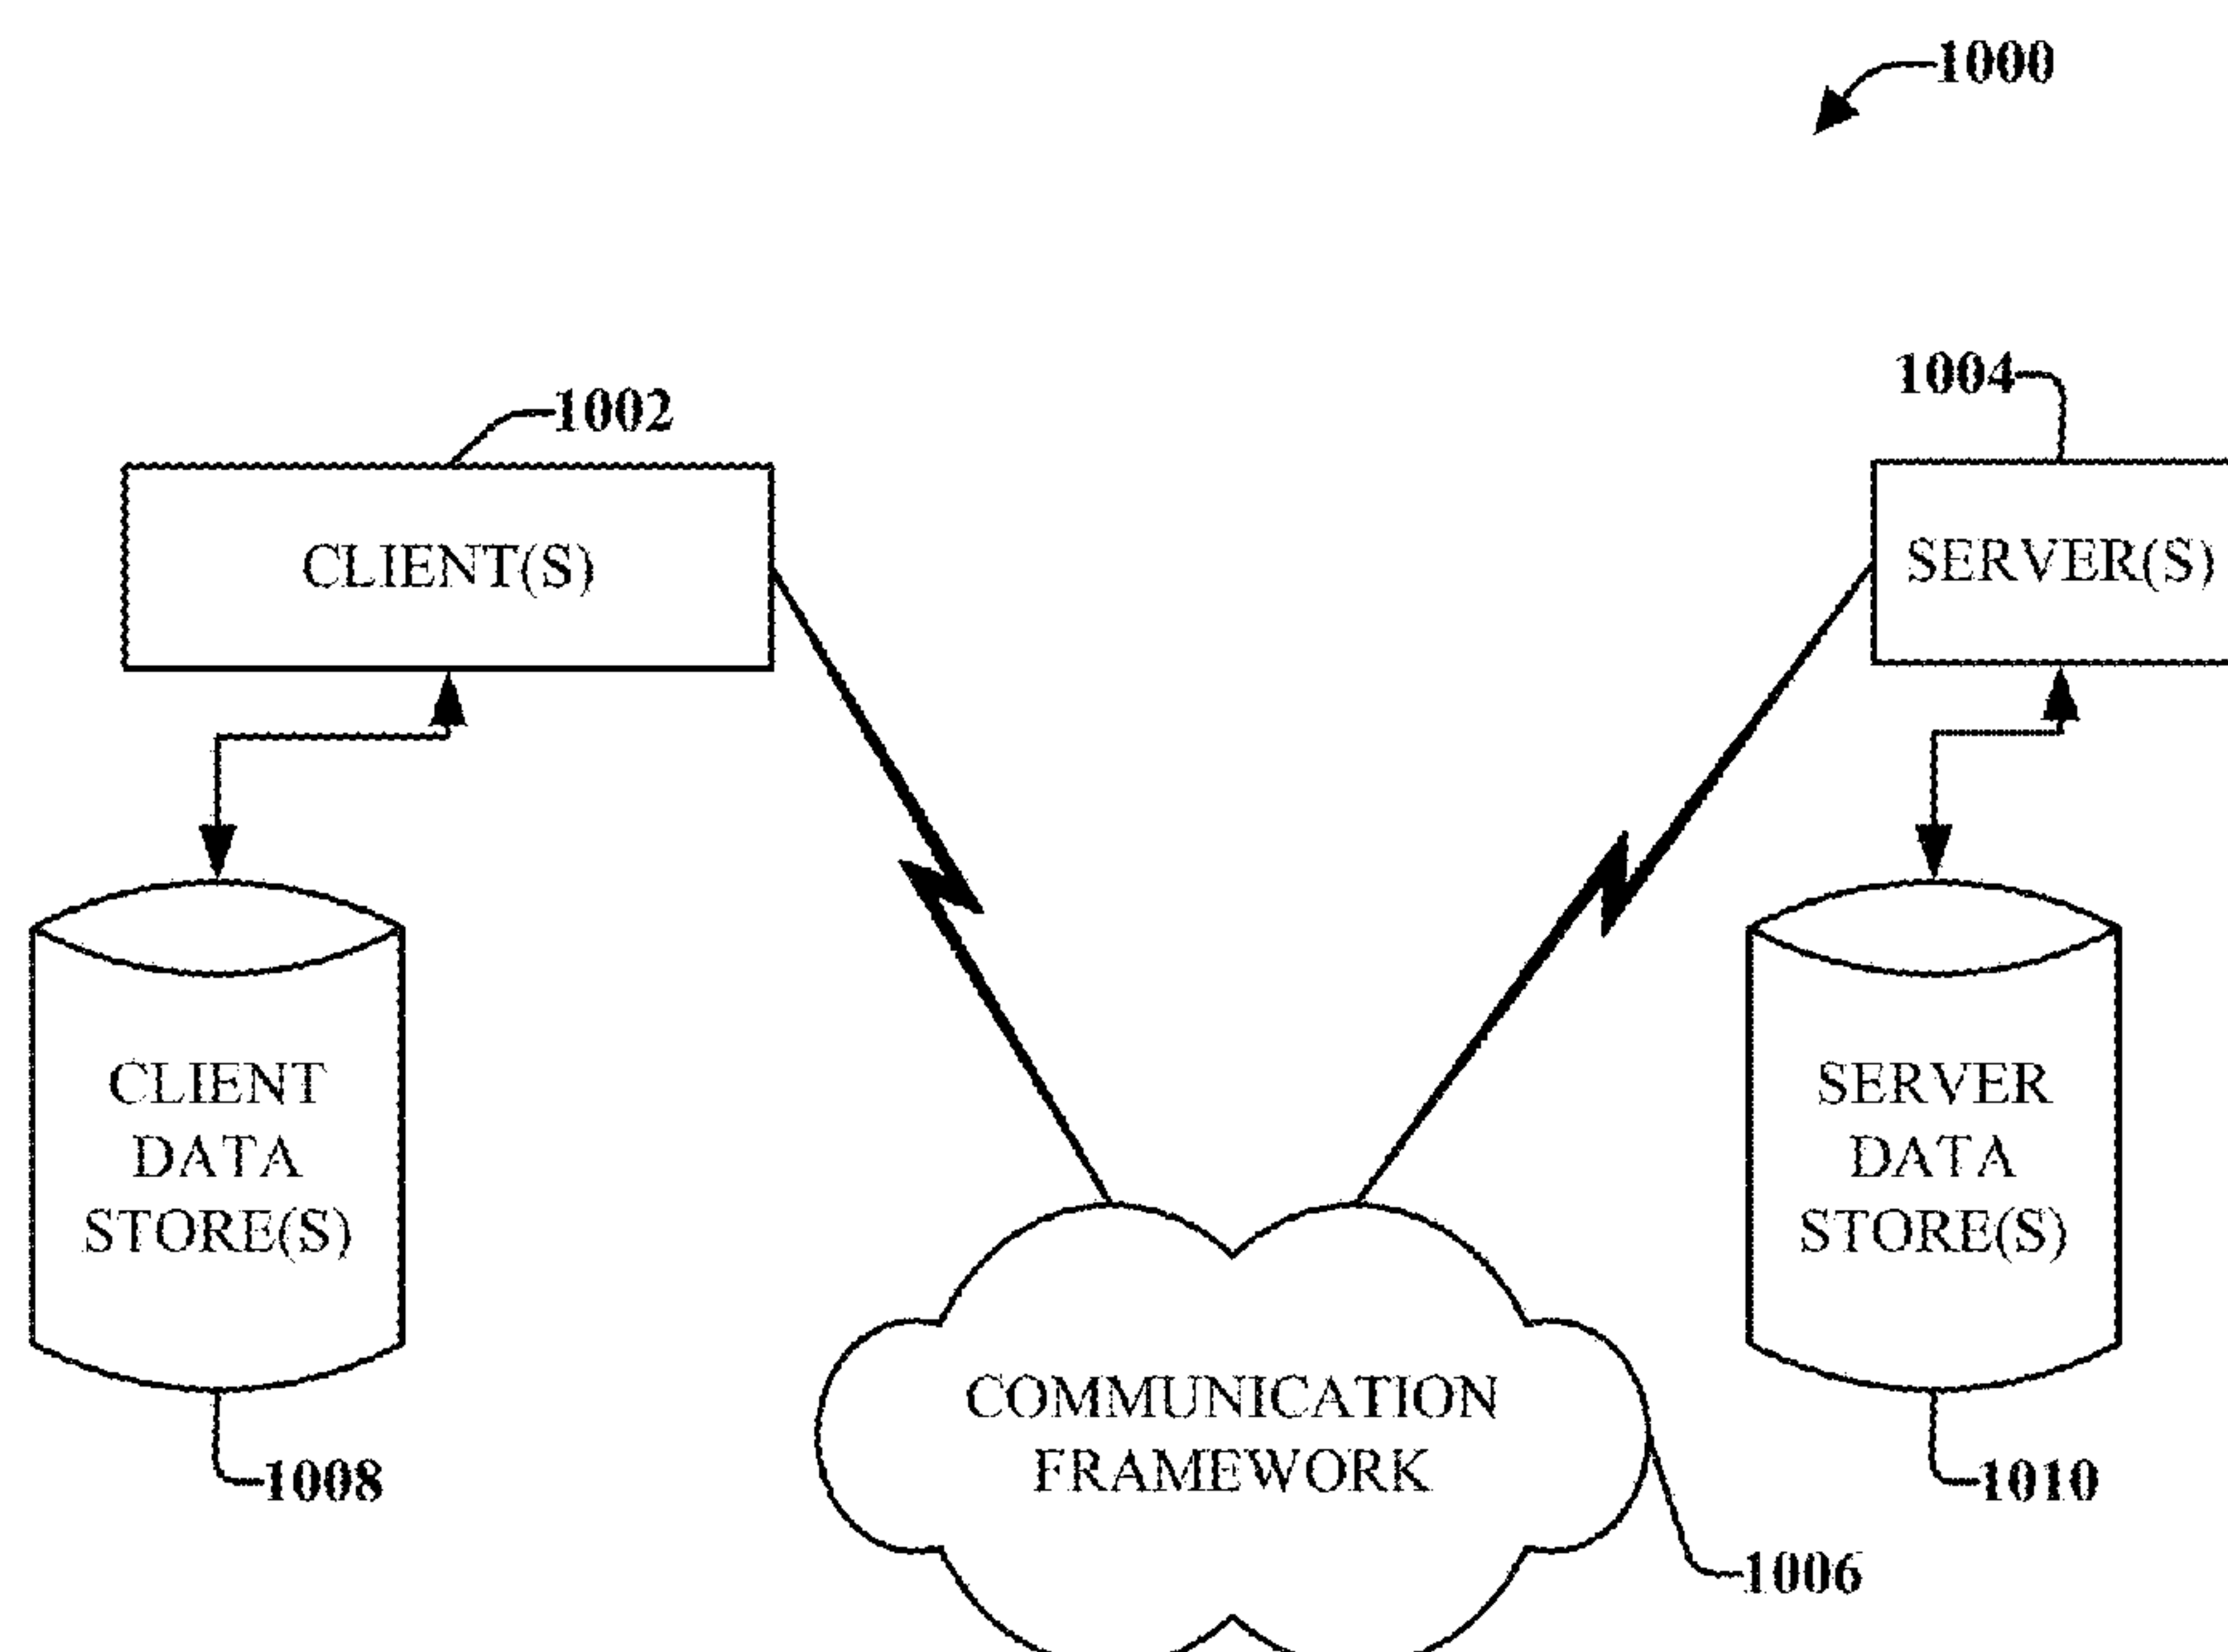 1000
1002
1004
CLIENT(S)
SERVER(S)
CLIENT
DATA
STORE(S)
SERVER
DATA
STORE(S)
COMMUNICATION
FRAMEWORK
1008
1010
1006